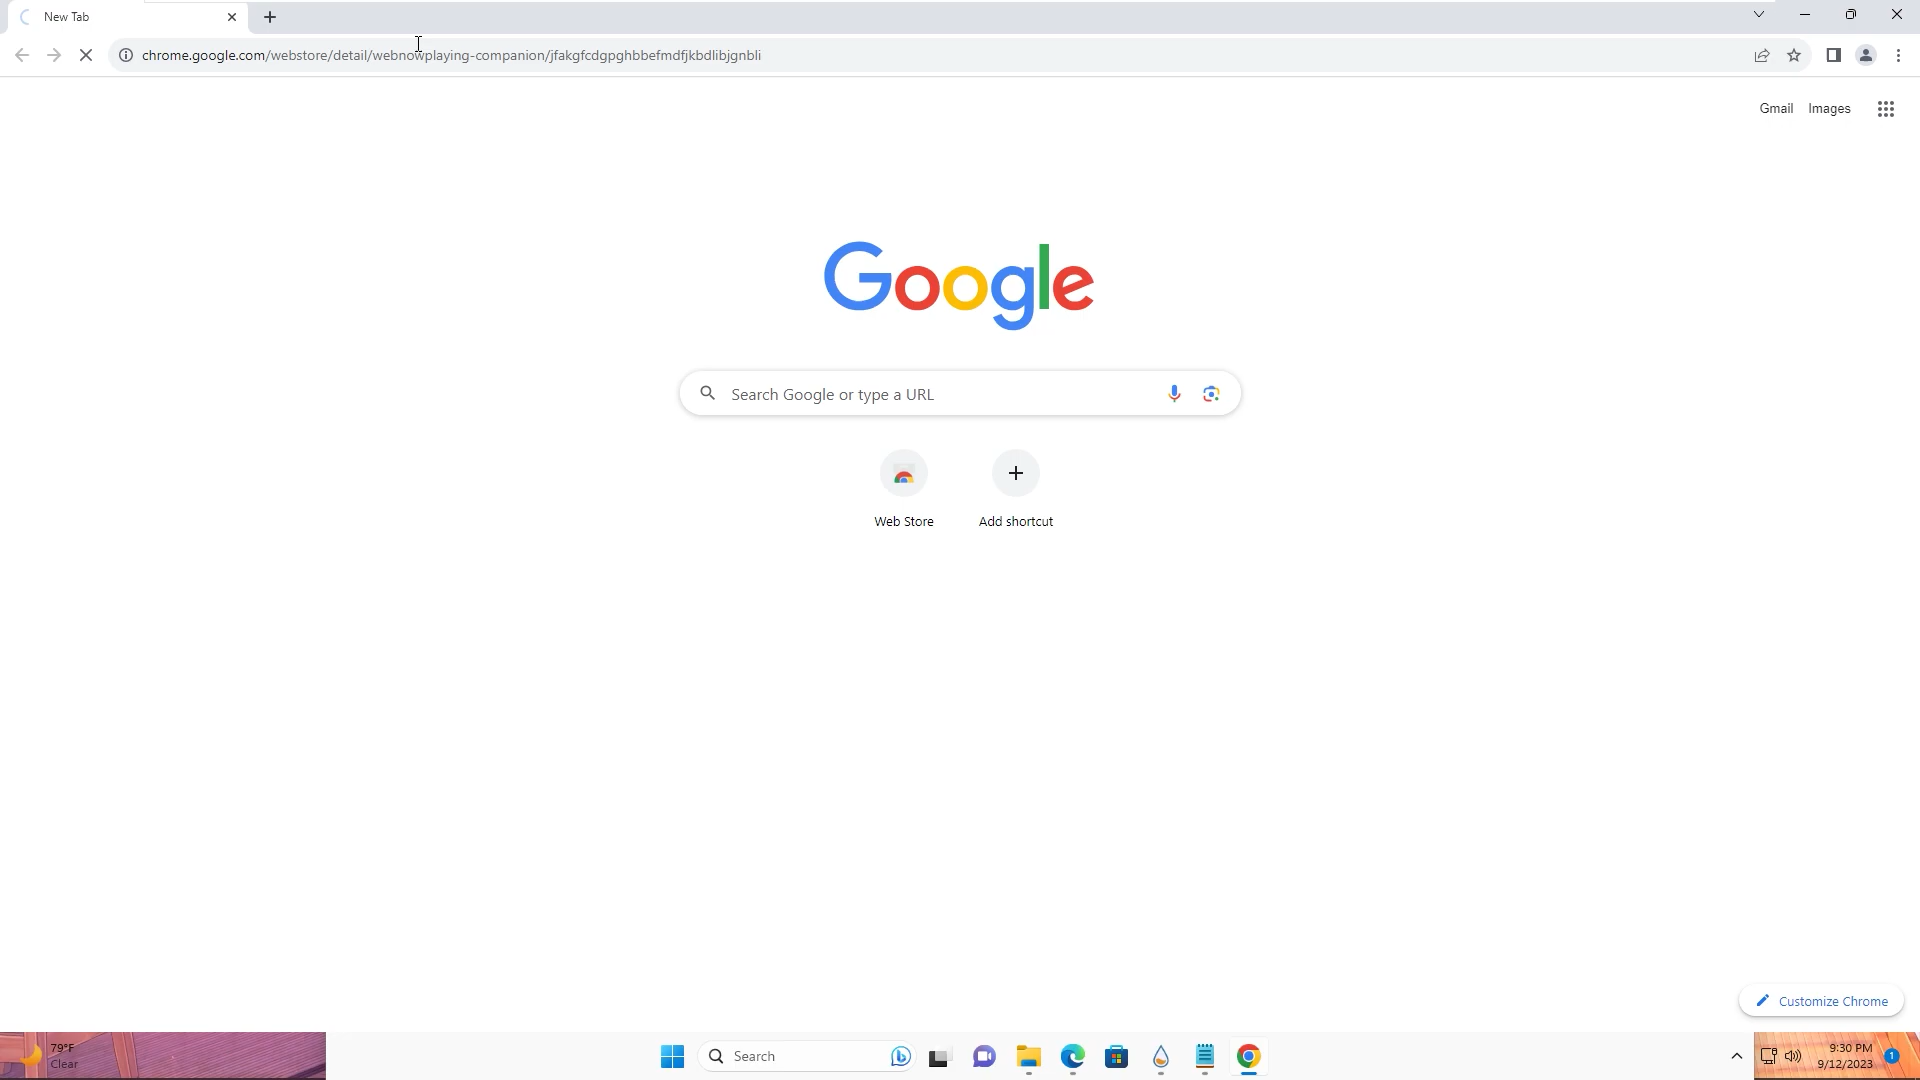 New Tab
chrome.google.com/webstore/detail/webnowplaying-companion/jfakgfcdgpghbbefmdfjkbdlibjgnbli
Gmail Images
Google
Search Google or type a URL
Web Store Add shortcut
Customize Chrome
79°F
Clear
Search
9:30 PM
9/12/2023
1